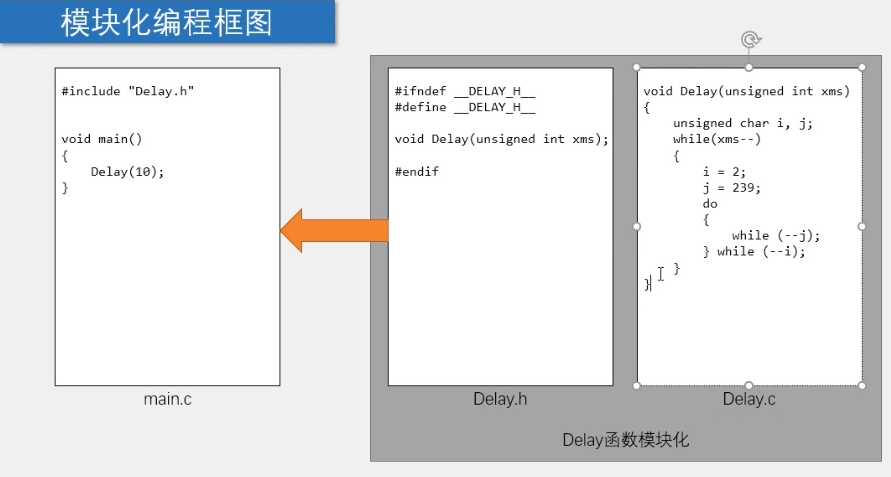 模块化编程框图
#include "Delay.h"
void main()
{
    Delay(10);
}
main.c
#ifndef __DELAY_H__
#define __DELAY_H__
void Delay(unsigned int xms);
#endif
Delay.h
void Delay(unsigned int xms)
{
    unsigned char i, j;
    while(xms--)
    {
        i = 2;
        j = 239;
        do
        {
            while (--j);
        } while (--i);
    }
}
Delay.c
Delay函数模块化